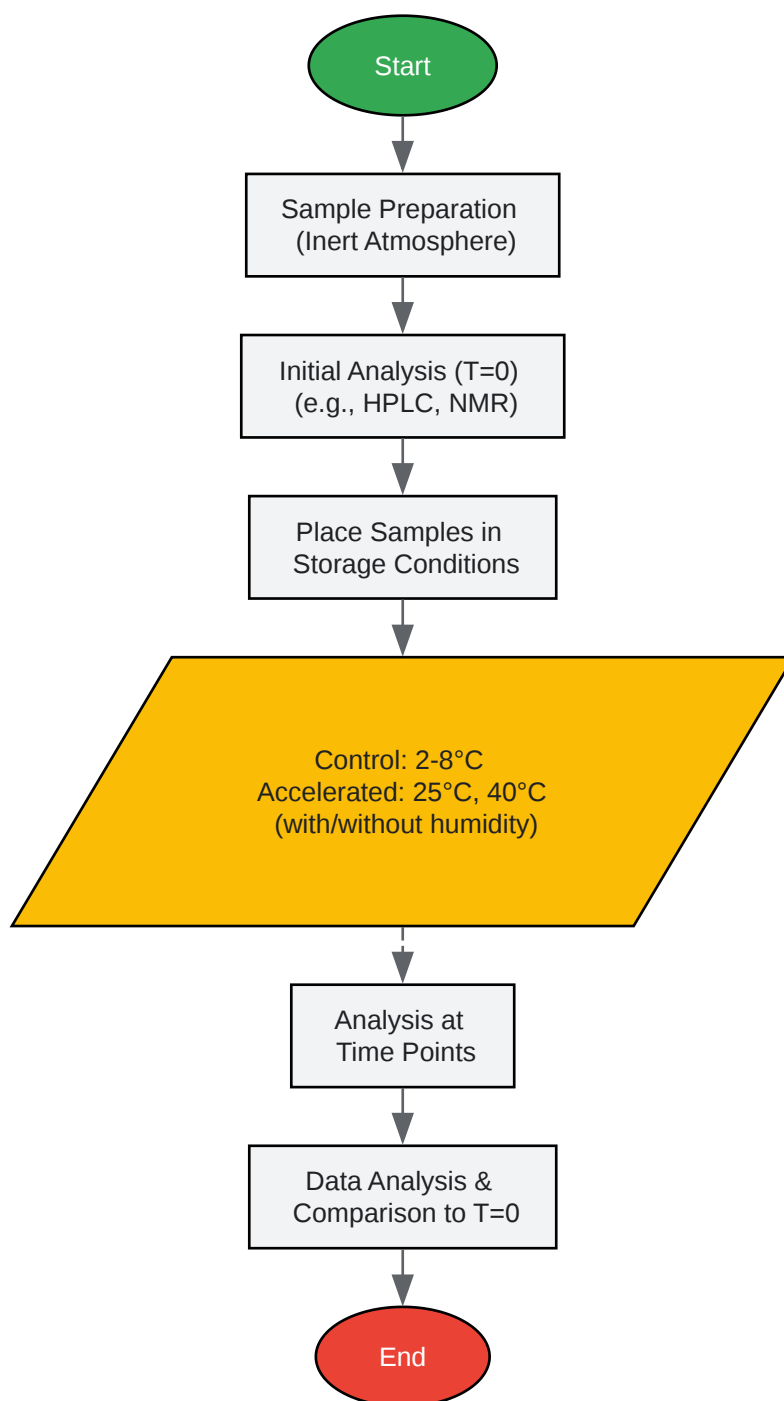 Start
Sample Preparation
(Inert Atmosphere)
Initial Analysis (T=0)
(e.g., HPLC, NMR)
Place Samples in
Storage Conditions
Control: 2-8°C
Accelerated: 25°C, 40°C
(with/without humidity)
Analysis at
Time Points
Data Analysis &
Comparison to T=0
End